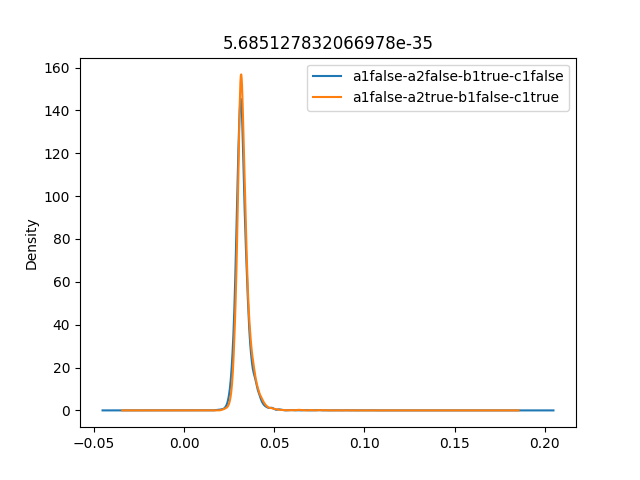 5.685127832066978e-35
160
140
120
100
80
60
40
20
0
Density
−0.05 0.00 0.05 0.10 0.15 0.20
a1false-a2false-b1true-c1false
a1false-a2true-b1false-c1true